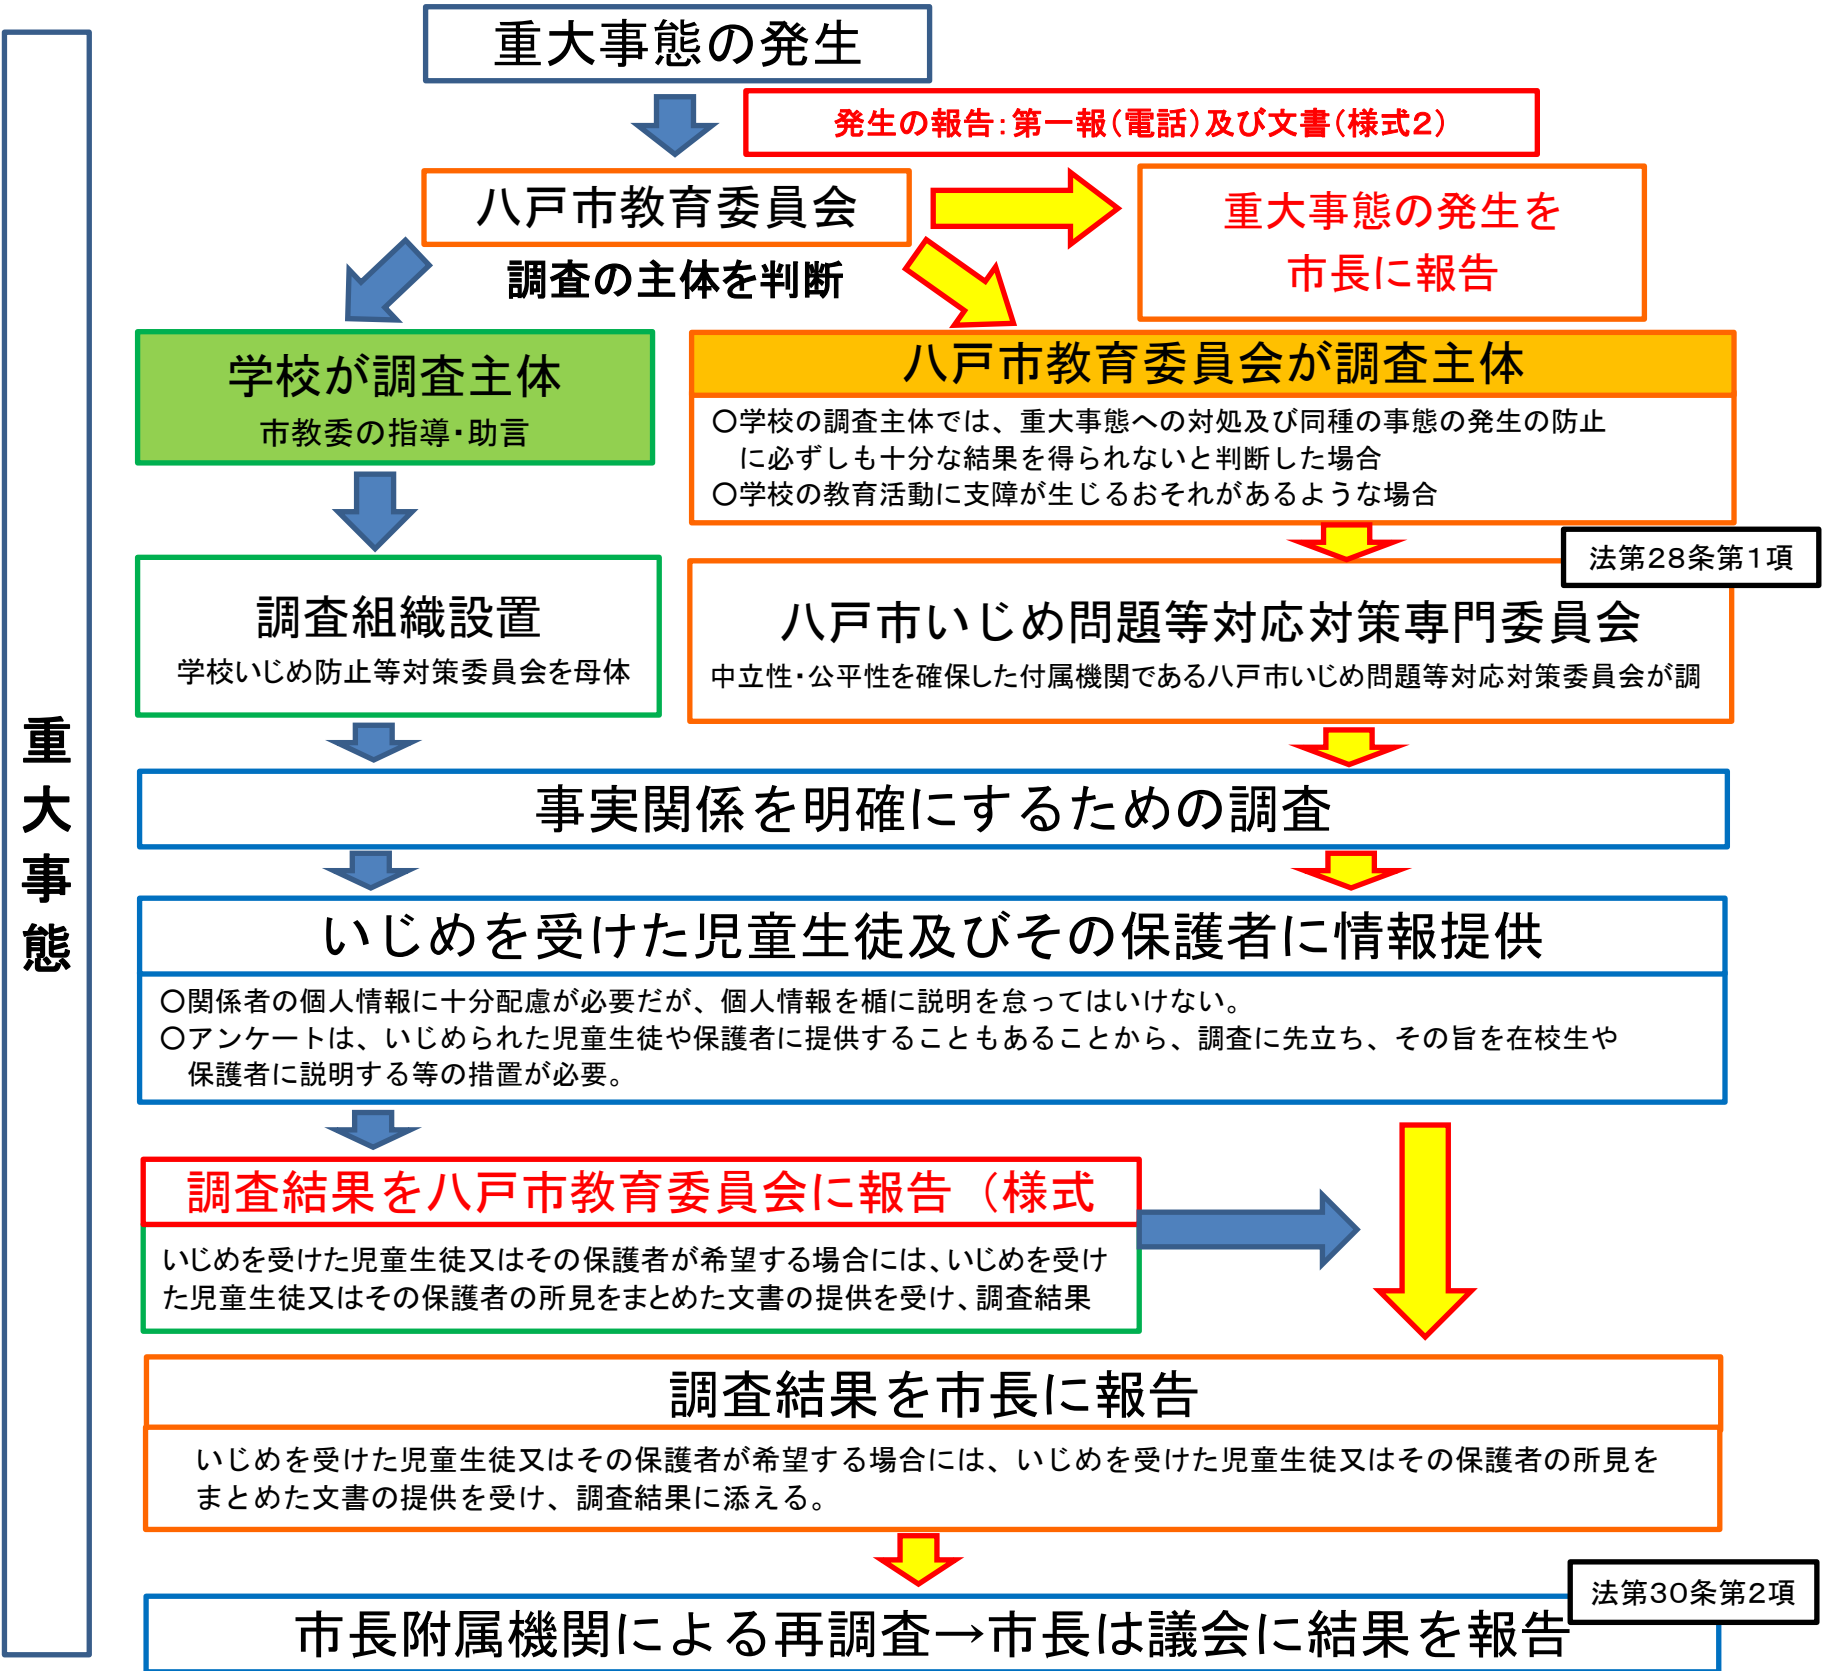 重大事態の発生
発生の報告:第一報(電話)及び文書(様式2)
八戸市教育委員会
重大事態の発生を
市長に報告
調査の主体を判断
学校が調査主体
市教委の指導・助言
八戸市教育委員会が調査主体
○学校の調査主体では、重大事態への対処及び同種の事態の発生の防止
に必ずしも十分な結果を得られないと判断した場合
○学校の教育活動に支障が生じるおそれがあるような場合
法第28条第1項
調査組織設置
学校いじめ防止等対策委員会を母体
八戸市いじめ問題等対応対策専門委員会
中立性・公平性を確保した付属機関である八戸市いじめ問題等対応対策委員会が調
重大事態
事実関係を明確にするための調査
いじめを受けた児童生徒及びその保護者に情報提供
○関係者の個人情報に十分配慮が必要だが、個人情報を楯に説明を怠ってはいけない。
○アンケートは、いじめられた児童生徒や保護者に提供することもあることから、調査に先立ち、その旨を在校生や
保護者に説明する等の措置が必要。
調査結果を八戸市教育委員会に報告（様式
いじめを受けた児童生徒又はその保護者が希望する場合には、いじめを受け
た児童生徒又はその保護者の所見をまとめた文書の提供を受け、調査結果
調査結果を市長に報告
いじめを受けた児童生徒又はその保護者が希望する場合には、いじめを受けた児童生徒又はその保護者の所見を
まとめた文書の提供を受け、調査結果に添える。
法第30条第2項
市長附属機関による再調査→市長は議会に結果を報告